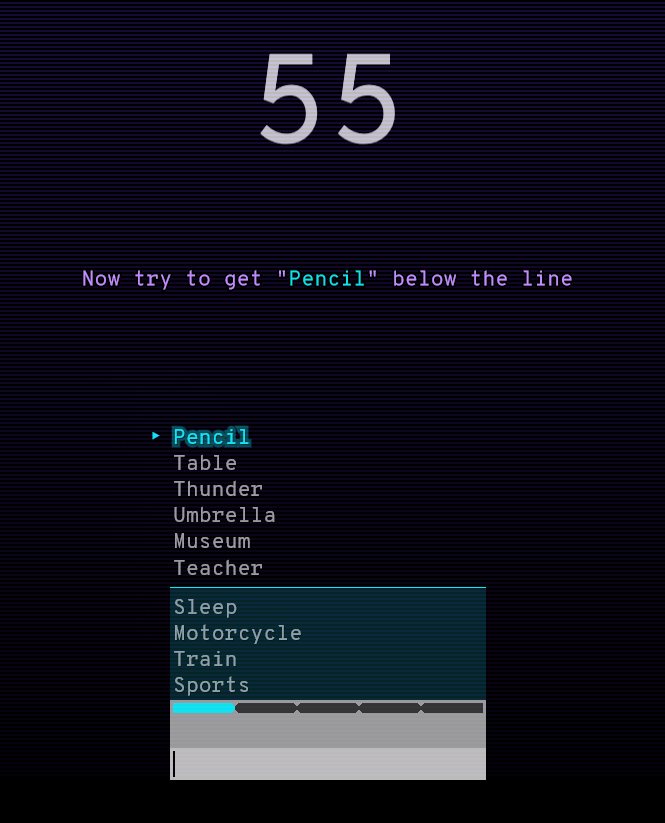 55
Now try to get "Pencil" below the line
Pencil
Table
Thunder
Umbrella
Museum
Teacher
Sleep
Motorcycle
Train
Sports